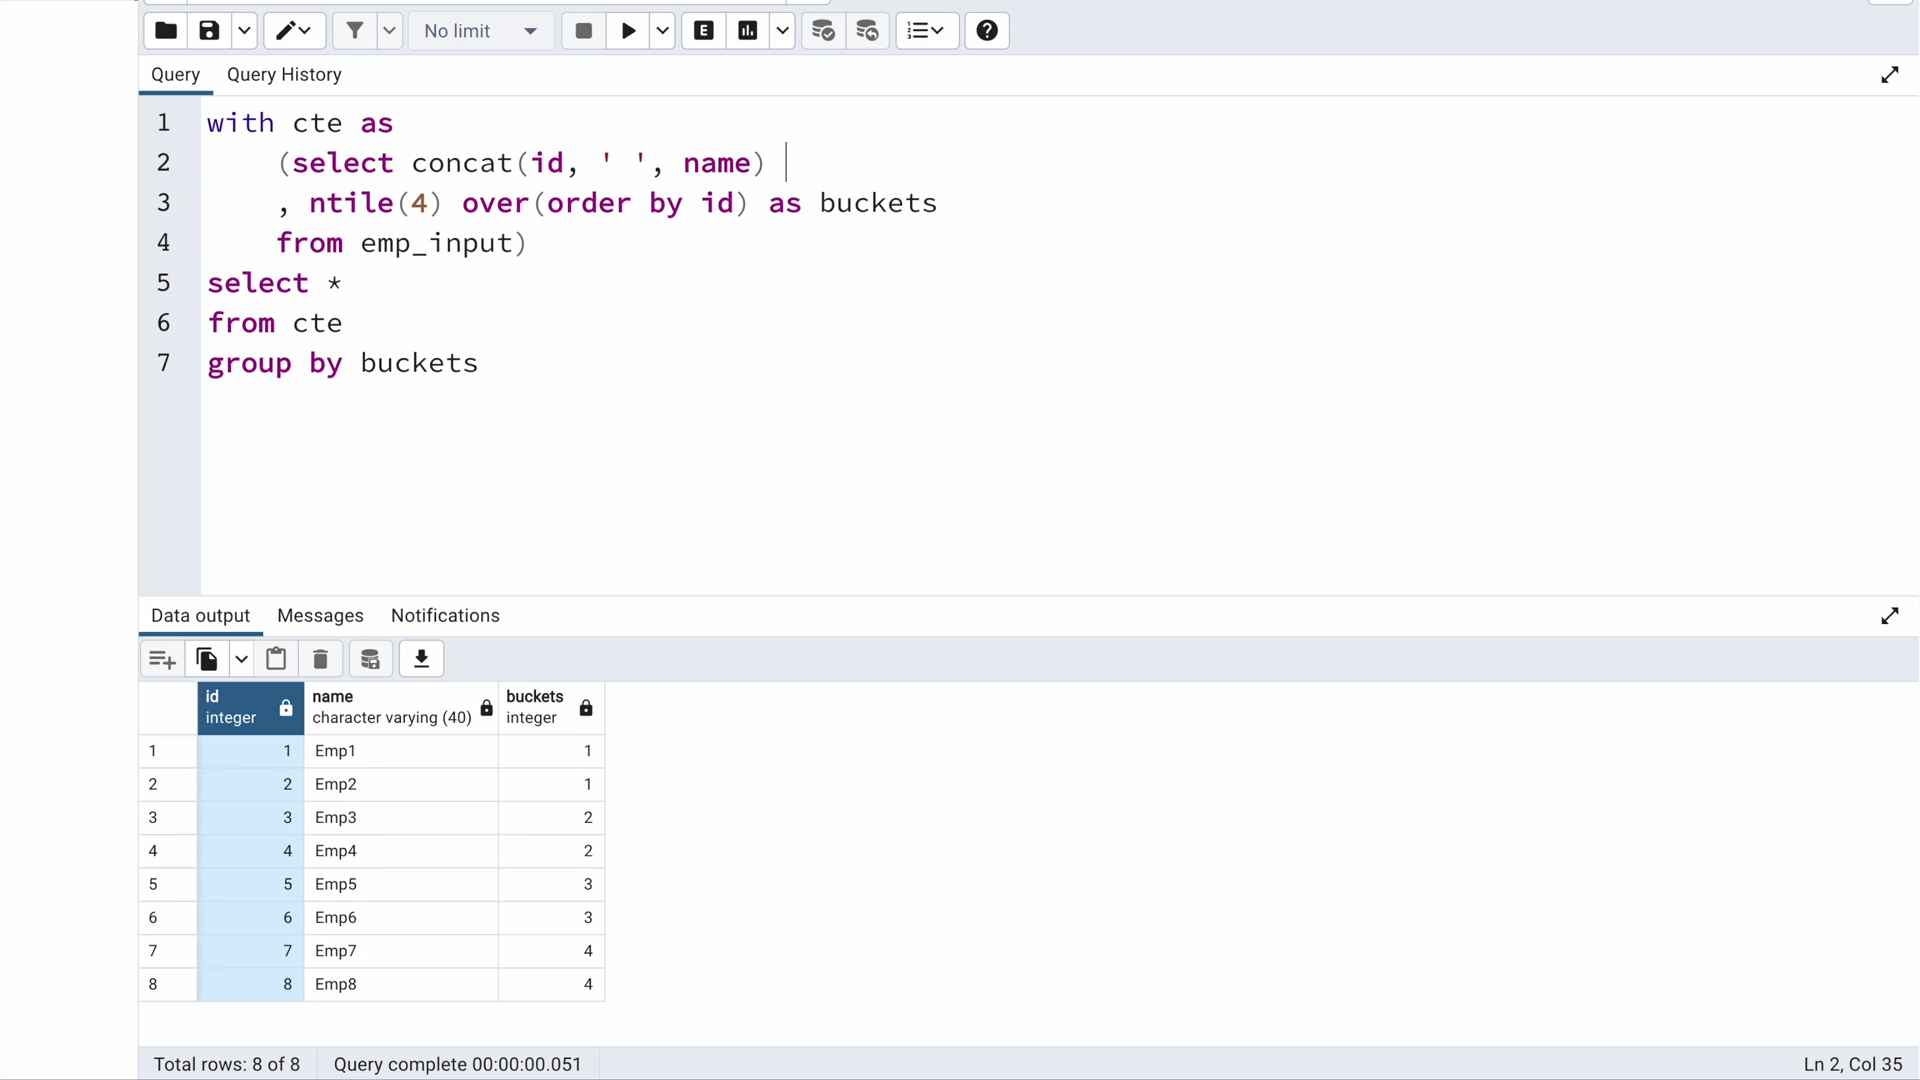 No limit
E
Query Query History
1 with cte as
2 (select concat(id, ' ', name)
3 , ntile(4) over(order by id) as buckets
4 from emp_input)
5 select *
6 from cte
7 group by buckets
Data output Messages Notifications
id name buckets
integer character varying (40) integer
1 1 Emp1 1
2 2 Emp2 1
3 3 Emp3 2
4 4 Emp4 2
5 5 Emp5 3
6 6 Emp6 3
7 7 Emp7 4
8 8 Emp8 4
Total rows: 8 of 8 Query complete 00:00:00.051 Ln 2, Col 35